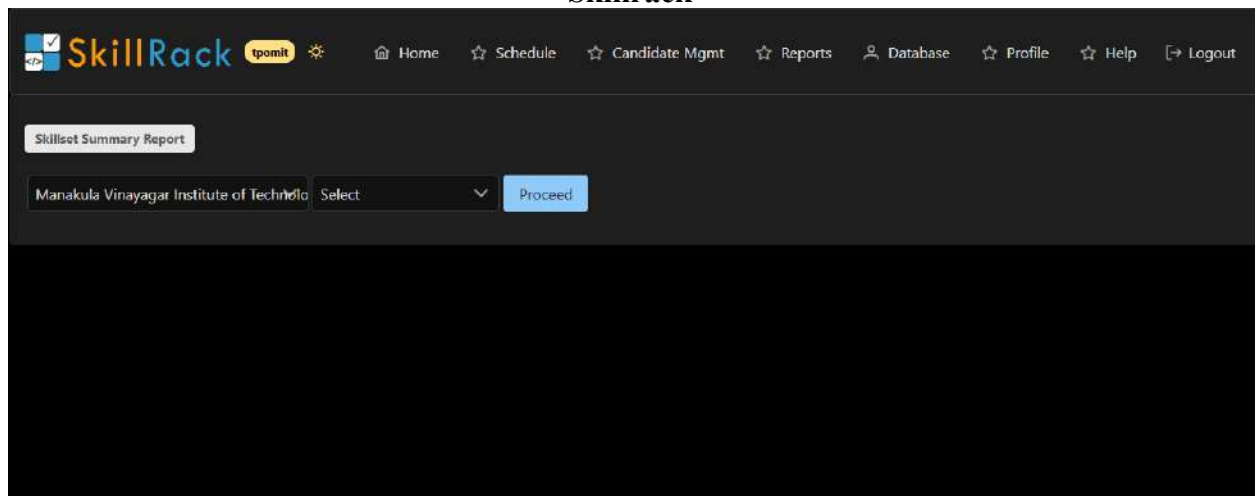 SkillRack tpomit Home Schedule Candidate Mgmt Reports Database Profile Help Logout
Skillset Summary Report
Manakula Vinayagar Institute of Technolo Select Proceed